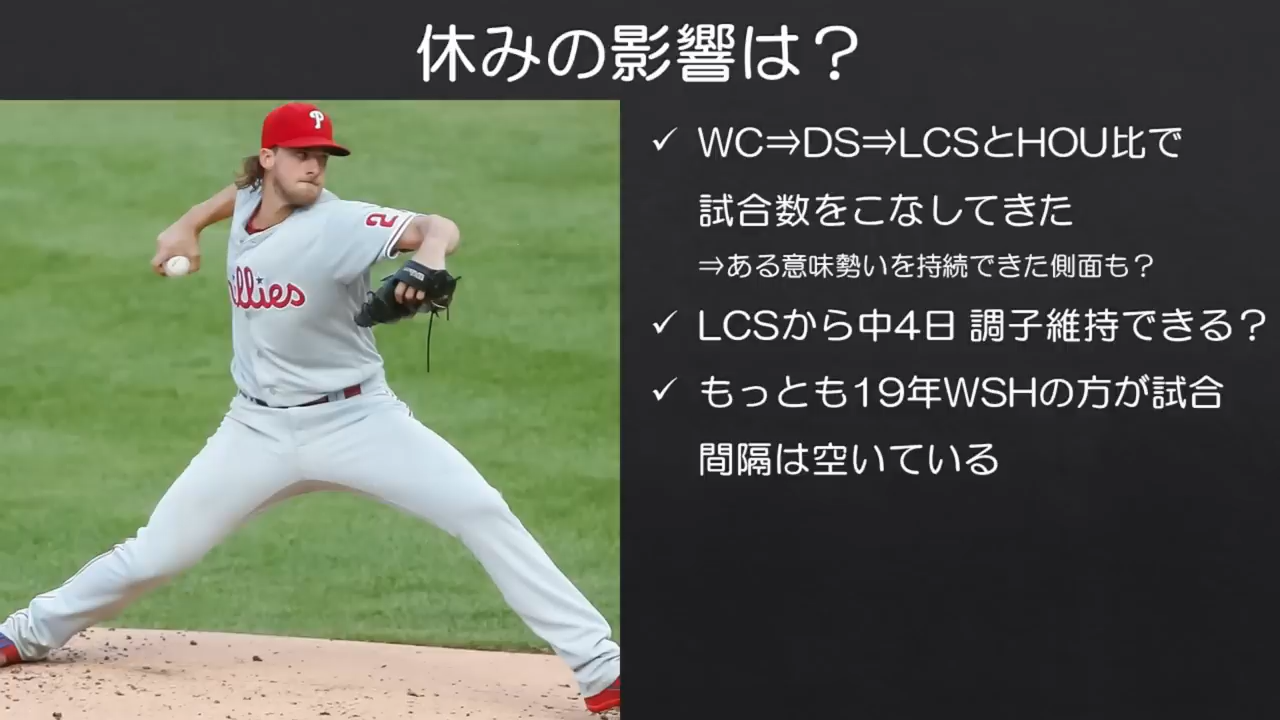 休みの影響は？
P
2
illies
✓ WC⇒DS⇒LCSとHOU比で
試合数をこなしてきた
⇒ある意味勢いを持続できた側面も？
✓ LCSから中4日 調子維持できる？
✓ もっとも19年WSHの方が試合
間隔は空いている